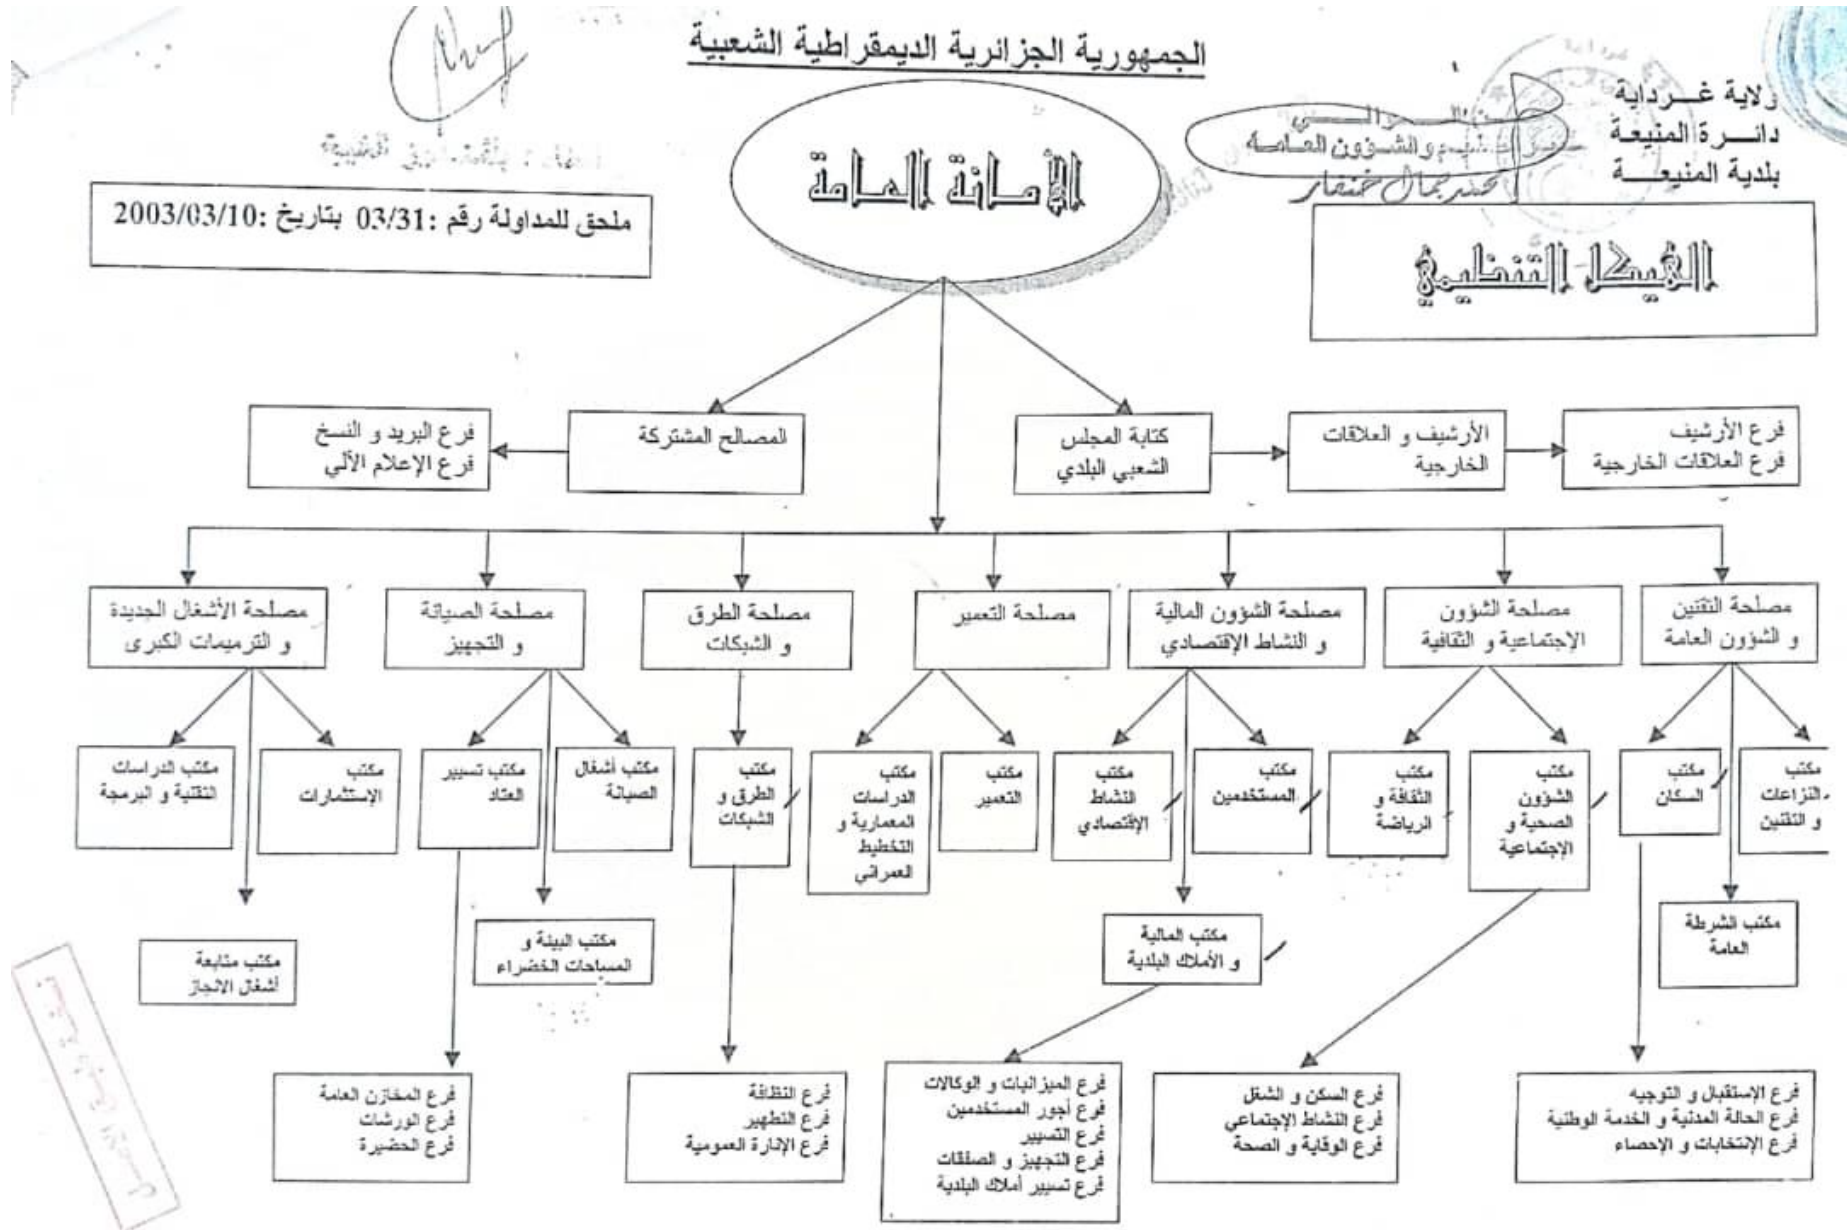 الجمهورية الجزائرية الديمقراطية الشعبية
ولاية غـــرداية
دائـــرة المنيعة
بلدية المنيعـــة
والشـؤون العـامـة
الأمانة العامة
ملحق للمداولة رقم :03/31 بتاريخ :2003/03/10
الهيكل التنظيمي
فرع الأرشيف
فرع العلاقات الخارجية
الأرشيف و العلاقات
الخارجية
كتابة المجلس
الشعبي البلدي
المصالح المشتركة
فرع البريد و النسخ
فرع الإعلام الألي
مصلحة التقنين
و الشؤون العامة
مصلحة الشؤون
الإجتماعية و الثقافية
مصلحة الشؤون المالية
و النشاط الإقتصادي
مصلحة التعمير
مصلحة الطرق
و الشبكات
مصلحة الصيانة
و التجهيز
مصلحة الأشغال الجديدة
و الترميمات الكبرى
مكتب
النزاعات
و التقنين
مكتب
السكان
مكتب
الشؤون
الصحية و
الإجتماعية
مكتب
الثقافة و
الرياضة
مكتب
المستخدمين
مكتب
النشاط
الإقتصادي
مكتب
التعمير
مكتب
الدراسات
المعمارية و
التخطيط
العمراني
مكتب
الطرق و
الشبكات
مكتب أشغال
الصيانة
مكتب تسيير
العتاد
مكتب
الإستثمارات
مكتب الدراسات
التقنية و البرمجة
مكتب الشرطة
العامة
مكتب المالية
و الأملاك البلدية
مكتب البيئة و
المساحات الخضراء
مكتب متابعة
أشغال الانجاز
فرع الإستقبال و التوجيه
فرع الحالة المدنية و الخدمة الوطنية
فرع الإنتخابات و الإحصاء
فرع السكن و الشغل
فرع النشاط الإجتماعي
فرع الوقاية و الصحة
فرع الميزانيات و الوكالات
فرع أجور المستخدمين
فرع التسيير
فرع التجهيز و الصفقات
فرع تسيير أملاك البلدية
فرع النظافة
فرع التطهير
فرع الإنارة العمومية
فرع المخازن العامة
فرع الورشات
فرع الحضيرة